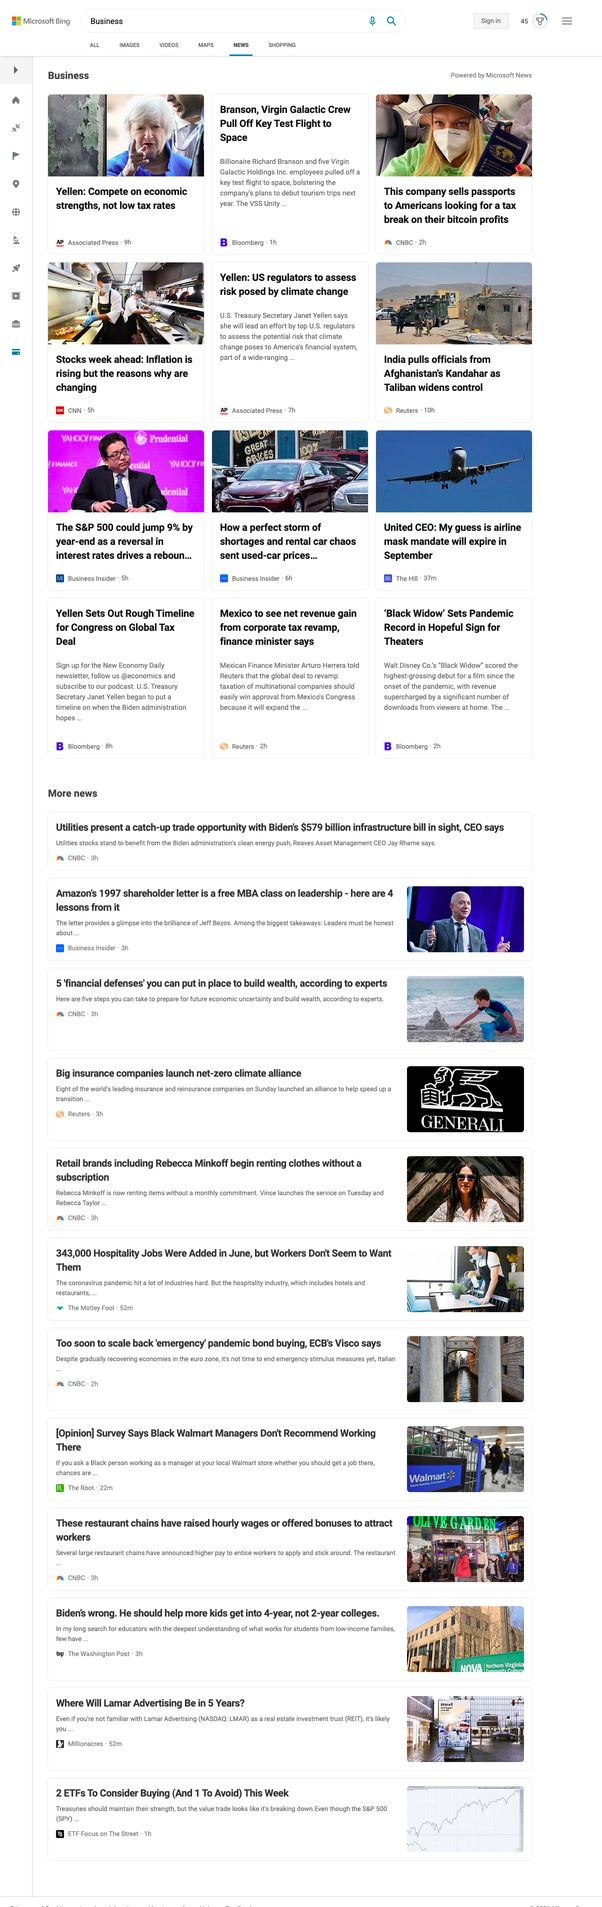 Microsoft Bing
Business
Sign in
45
ALL
IMAGES
VIDEOS
MAPS
NEWS
SHOPPING
Business
Powered by Microsoft News
Yellen: Compete on economic
strengths, not low tax rates
AP Associated Press · 9h
Branson, Virgin Galactic Crew
Pull Off Key Test Flight to
Space
Billionaire Richard Branson and five Virgin
Galactic Holdings Inc. employees pulled off a
key test flight to space, bolstering the
company's plans to debut tourism trips next
year. The VSS Unity ...
B Bloomberg · 1h
This company sells passports
to Americans looking for a tax
break on their bitcoin profits
CNBC · 2h
Stocks week ahead: Inflation is
rising but the reasons why are
changing
CNN · 5h
Yellen: US regulators to assess
risk posed by climate change
U.S. Treasury Secretary Janet Yellen says
she will lead an effort by top U.S. regulators
to assess the potential risk that climate
change poses to America's financial system,
part of a wide-ranging ...
AP Associated Press · 7h
India pulls officials from
Afghanistan's Kandahar as
Taliban widens control
Reuters · 10h
YAHOO! FIN
Prudential
FINANCE
YAHOO! FI
The S&P 500 could jump 9% by
year-end as a reversal in
interest rates drives a reboun...
Business Insider · 5h
GREAT
CARS
How a perfect storm of
shortages and rental car chaos
sent used-car prices...
Business Insider · 6h
United CEO: My guess is airline
mask mandate will expire in
September
The Hill · 37m
Yellen Sets Out Rough Timeline
for Congress on Global Tax
Deal
Sign up for the New Economy Daily
newsletter, follow us @economics and
subscribe to our podcast. U.S. Treasury
Secretary Janet Yellen began to put a
timeline on when the Biden administration
hopes ...
B Bloomberg · 8h
Mexico to see net revenue gain
from corporate tax revamp,
finance minister says
Mexican Finance Minister Arturo Herrera told
Reuters that the global deal to revamp
taxation of multinational companies should
easily win approval from Mexico's Congress
because it will expand the ...
Reuters · 2h
'Black Widow' Sets Pandemic
Record in Hopeful Sign for
Theaters
Walt Disney Co.'s "Black Widow" scored the
highest-grossing debut for a film since the
onset of the pandemic, with revenue
supercharged by a significant number of
downloads from viewers at home. The ...
B Bloomberg · 2h
More news
Utilities present a catch-up trade opportunity with Biden's $579 billion infrastructure bill in sight, CEO says
Utilities stocks stand to benefit from the Biden administration's clean energy push, Reaves Asset Management CEO Jay Rhame says.
CNBC · 3h
Amazon's 1997 shareholder letter is a free MBA class on leadership - here are 4
lessons from it
The letter provides a glimpse into the brilliance of Jeff Bezos. Among the biggest takeaways: Leaders must be honest
about ...
Business Insider · 3h
5 'financial defenses' you can put in place to build wealth, according to experts
Here are five steps you can take to prepare for future economic uncertainty and build wealth, according to experts.
CNBC · 3h
Big insurance companies launch net-zero climate alliance
Eight of the world's leading insurance and reinsurance companies on Sunday launched an alliance to help speed up a
transition ...
Reuters · 3h
GENERALI
Retail brands including Rebecca Minkoff begin renting clothes without a
subscription
Rebecca Minkoff is now renting items without a monthly commitment. Vince launches the service on Tuesday and
Rebecca Taylor ...
CNBC · 3h
343,000 Hospitality Jobs Were Added in June, but Workers Don't Seem to Want
Them
The coronavirus pandemic hit a lot of industries hard. But the hospitality industry, which includes hotels and
restaurants, ...
The Motley Fool · 52m
Too soon to scale back 'emergency' pandemic bond buying, ECB's Visco says
Despite gradually recovering economies in the euro zone, it's not time to end emergency stimulus measures yet, Italian
...
CNBC · 2h
[Opinion] Survey Says Black Walmart Managers Don't Recommend Working
There
If you ask a Black person working as a manager at your local Walmart store whether you should get a job there,
chances are ...
The Root · 22m
Walmart
These restaurant chains have raised hourly wages or offered bonuses to attract
workers
Several large restaurant chains have announced higher pay to entice workers to apply and stick around. The restaurant
...
CNBC · 3h
OLIVE GARDEN
Biden's wrong. He should help more kids get into 4-year, not 2-year colleges.
In my long search for educators with the deepest understanding of what works for students from low-income families,
few have ...
wp The Washington Post · 3h
NOVA Northern Virginia
Where Will Lamar Advertising Be in 5 Years?
Even if you're not familiar with Lamar Advertising (NASDAQ: LMAR) as a real estate investment trust (REIT), it's likely
you ...
Millionacres · 52m
2 ETFs To Consider Buying (And 1 To Avoid) This Week
Treasuries should maintain their strength, but the value trade looks like it's breaking down.Even though the S&P 500
(SPY) ...
ETF Focus on The Street · 1h